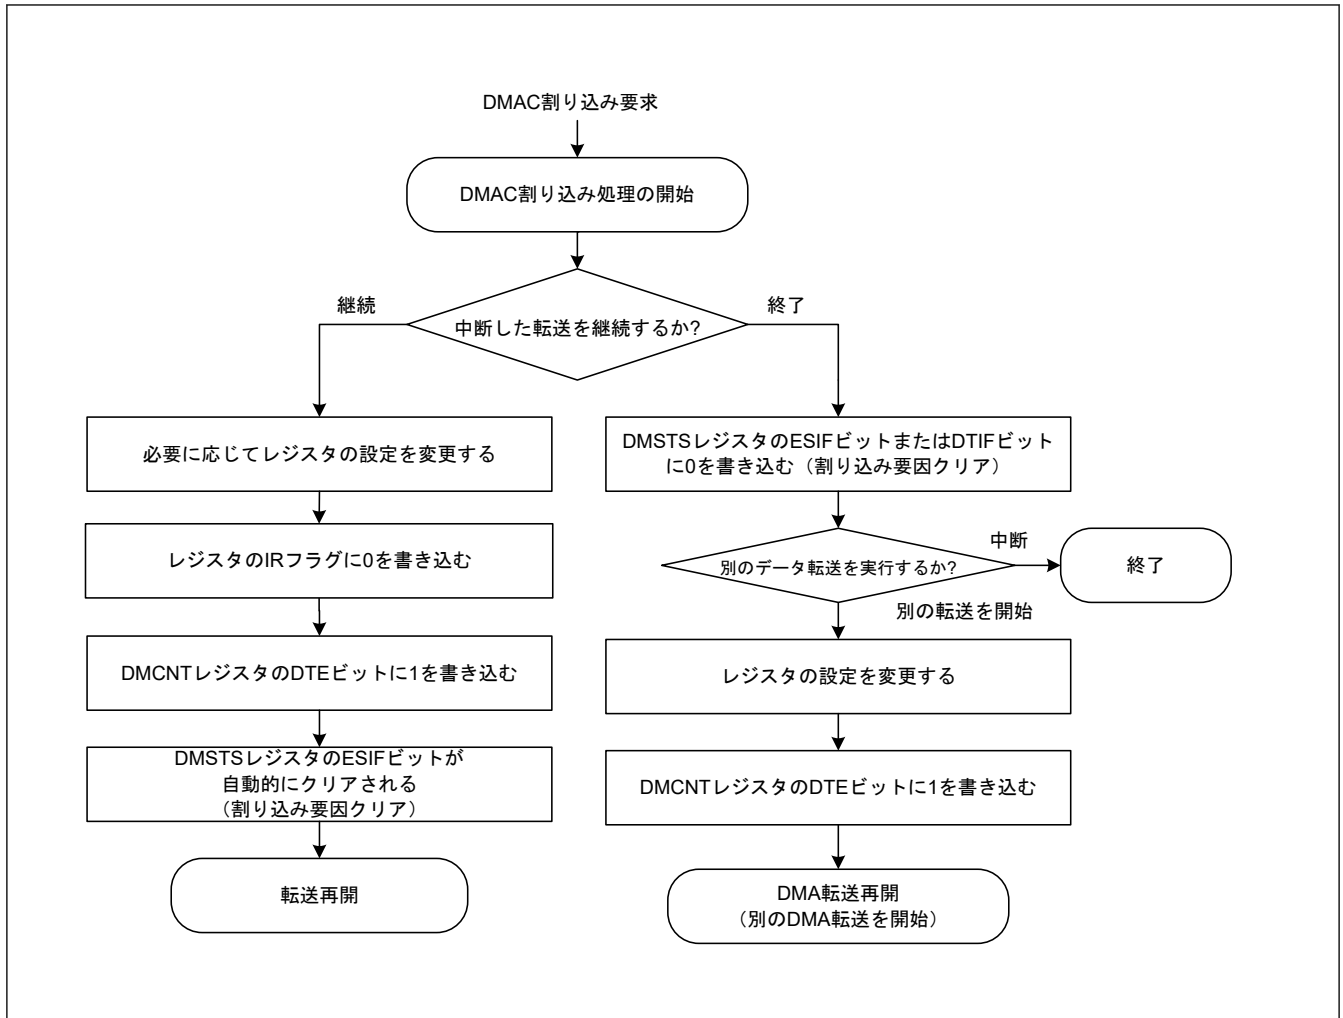 DMAC割り込み要求
DMAC割り込み処理の開始
中断した転送を継続するか?
継続
終了
必要に応じてレジスタの設定を変更する
レジスタのIRフラグに0を書き込む
DMCNTレジスタのDTEビットに1を書き込む
DMSTSレジスタのESIFビットが
自動的にクリアされる
（割り込み要因クリア）
転送再開
DMSTSレジスタのESIFビットまたはDTIFビット
に0を書き込む（割り込み要因クリア）
別のデータ転送を実行するか?
中断
終了
別の転送を開始
レジスタの設定を変更する
DMCNTレジスタのDTEビットに1を書き込む
DMA転送再開
（別のDMA転送を開始）